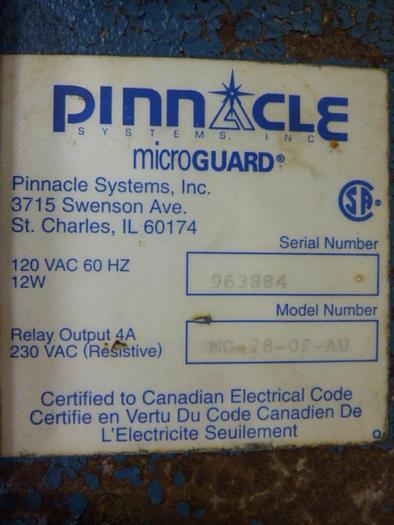 PINNACLE
SYSTEMS, INC
microGUARD®
Pinnacle Systems, Inc.
3715 Swenson Ave.
St. Charles, IL 60174
SA ®
Serial Number
120 VAC 60 HZ
12W
963884
Model Number
Relay Output 4A
230 VAC (Resistive)
MG-28-OF-AU
Certified to Canadian Electrical Code
Certifie en Vertu Du Code Canadien De
L'Electricite Seuilement